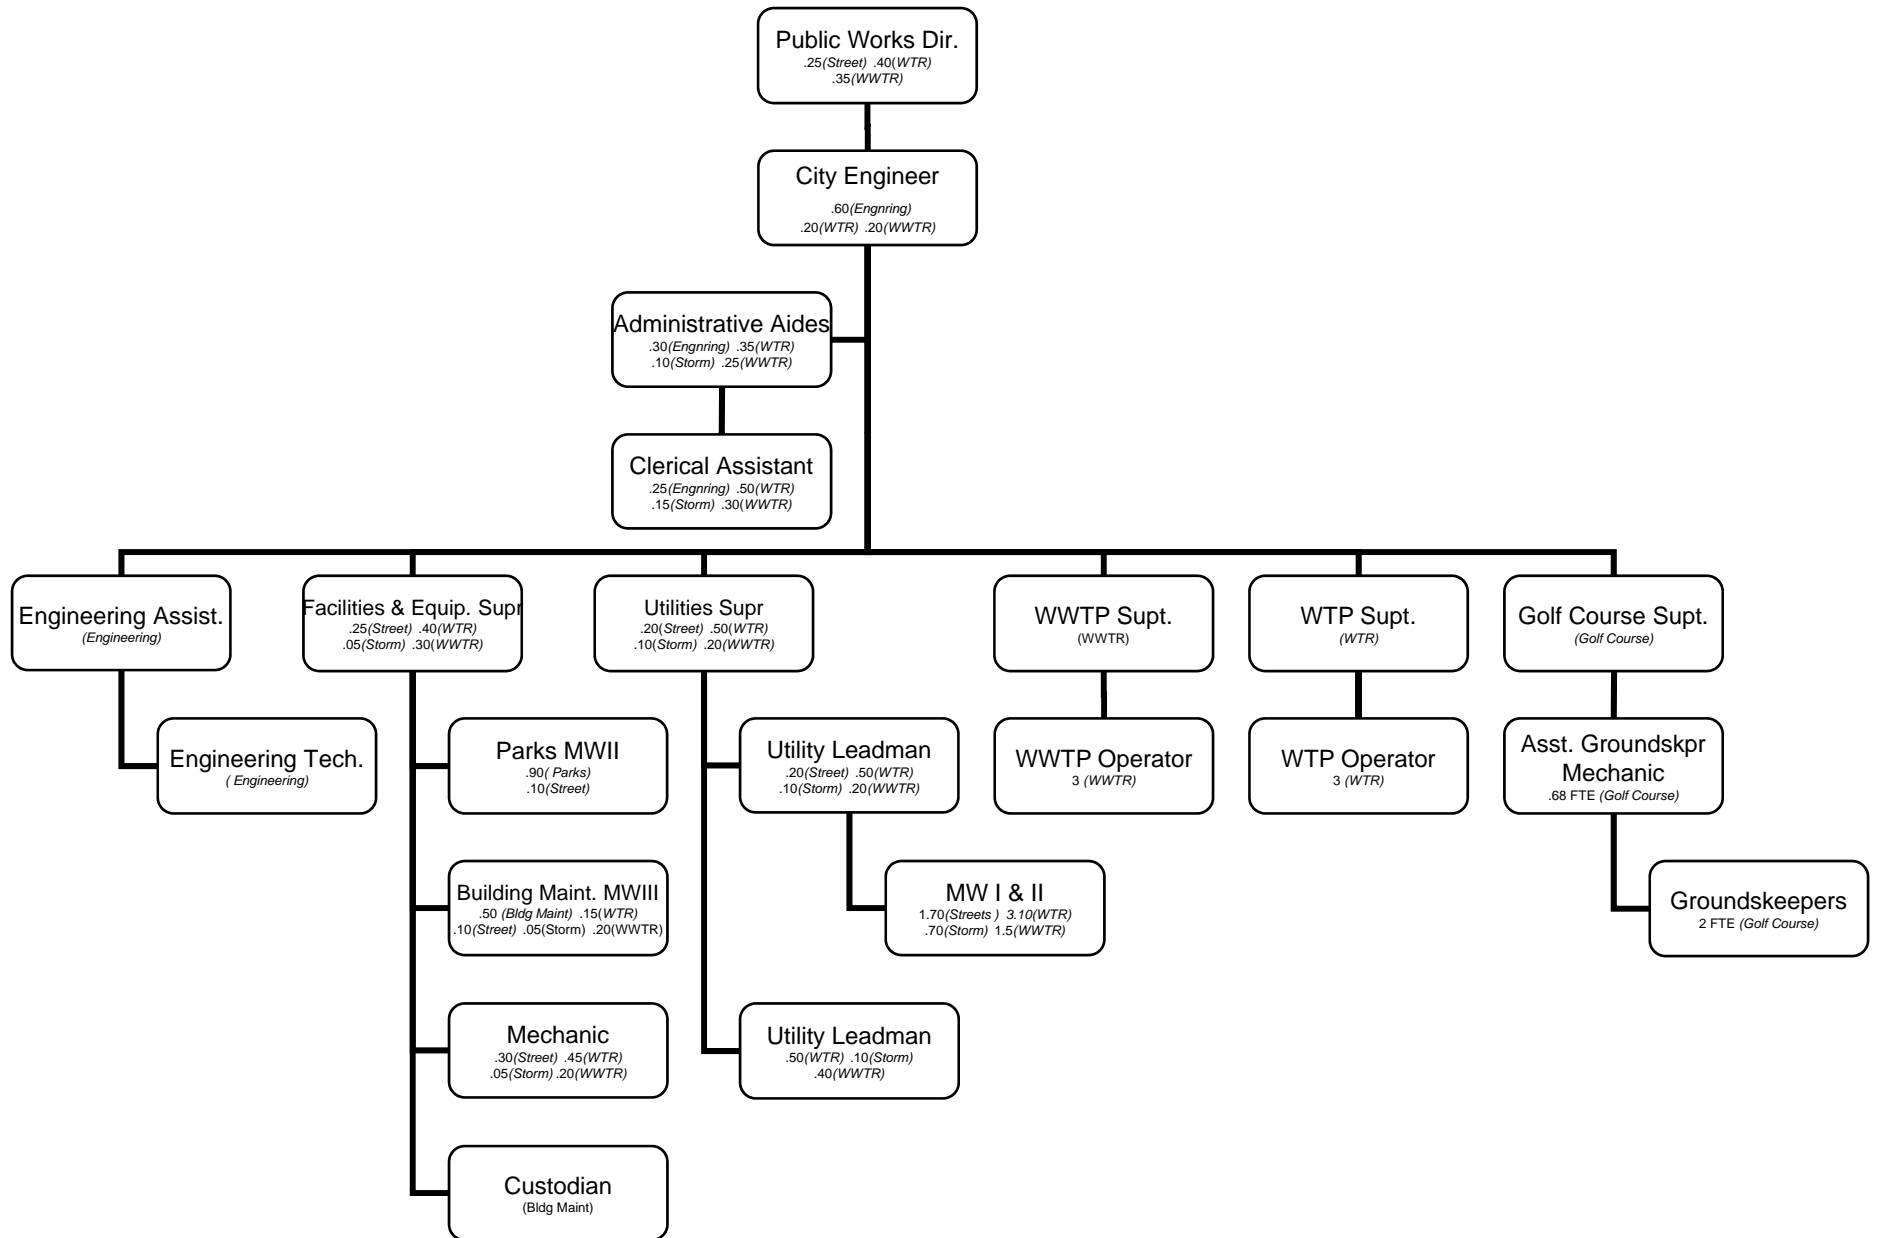 Public Works Dir.
.25(Street) .40(WTR)
.35(WWTR)
City Engineer
.60(Engnring)
.20(WTR) .20(WWTR)
Administrative Aides
.30(Engnring) .35(WTR)
.10(Storm) .25(WWTR)
Clerical Assistant
.25(Engnring) .50(WTR)
.15(Storm) .30(WWTR)
Engineering Assist.
(Engineering)
Facilities & Equip. Supr
.25(Street) .40(WTR)
.05(Storm) .30(WWTR)
Utilities Supr
.20(Street) .50(WTR)
.10(Storm) .20(WWTR)
WWTP Supt.
(WWTR)
WTP Supt.
(WTR)
Golf Course Supt.
(Golf Course)
Engineering Tech.
( Engineering)
Parks MWII
.90( Parks)
.10(Street)
Utility Leadman
.20(Street) .50(WTR)
.10(Storm) .20(WWTR)
WWTP Operator
3 (WWTR)
WTP Operator
3 (WTR)
Asst. Groundskpr
Mechanic
.68 FTE (Golf Course)
Building Maint. MWIII
.50 (Bldg Maint) .15(WTR)
.10(Street) .05(Storm) .20(WWTR)
MW I & II
1.70(Streets ) 3.10(WTR)
.70(Storm) 1.5(WWTR)
Groundskeepers
2 FTE (Golf Course)
Mechanic
.30(Street) .45(WTR)
.05(Storm) .20(WWTR)
Utility Leadman
.50(WTR) .10(Storm)
.40(WWTR)
Custodian
(Bldg Maint)